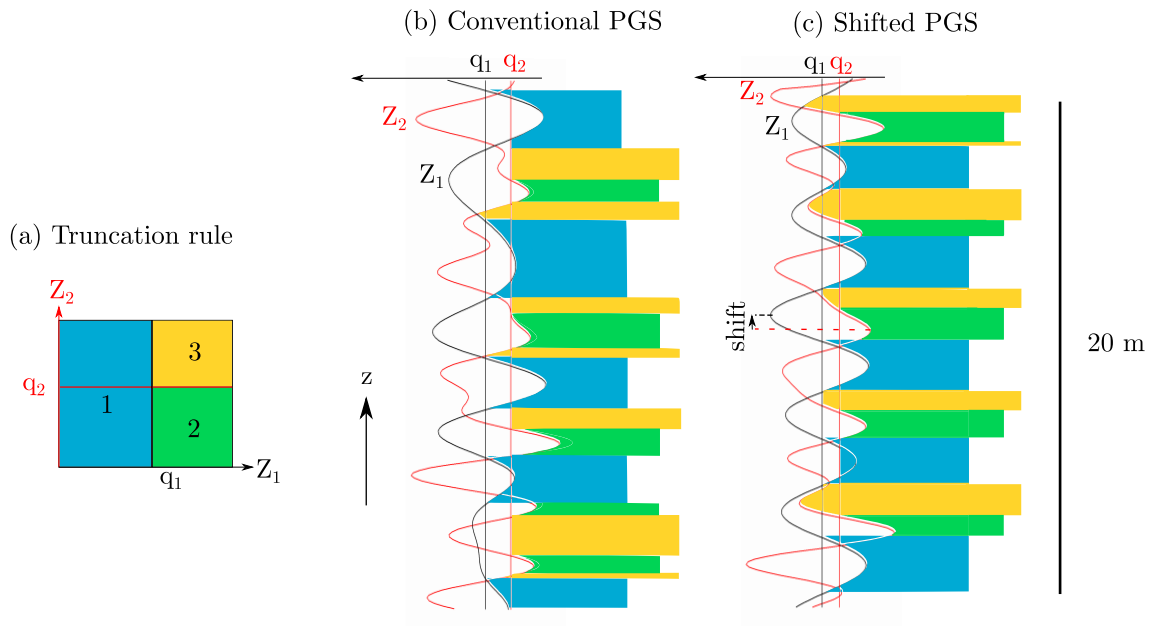 (b) Conventional PGS
(c) Shifted PGS
q₁ q₂
q₁ q₂
Z₂
Z₂
Z₁
Z₁
(a) Truncation rule
Z₂
3
q₂
1
2
q₁
Z₁
z
shift
20 m